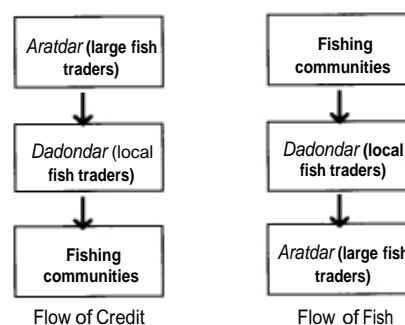 Aratdar (large fish
traders)
Dadondar (local
fish traders)
Fishing
communities
Flow of Credit
Fishing
communities
Dadondar (local
fish traders)
Aratdar (large fish
traders)
Flow of Fish